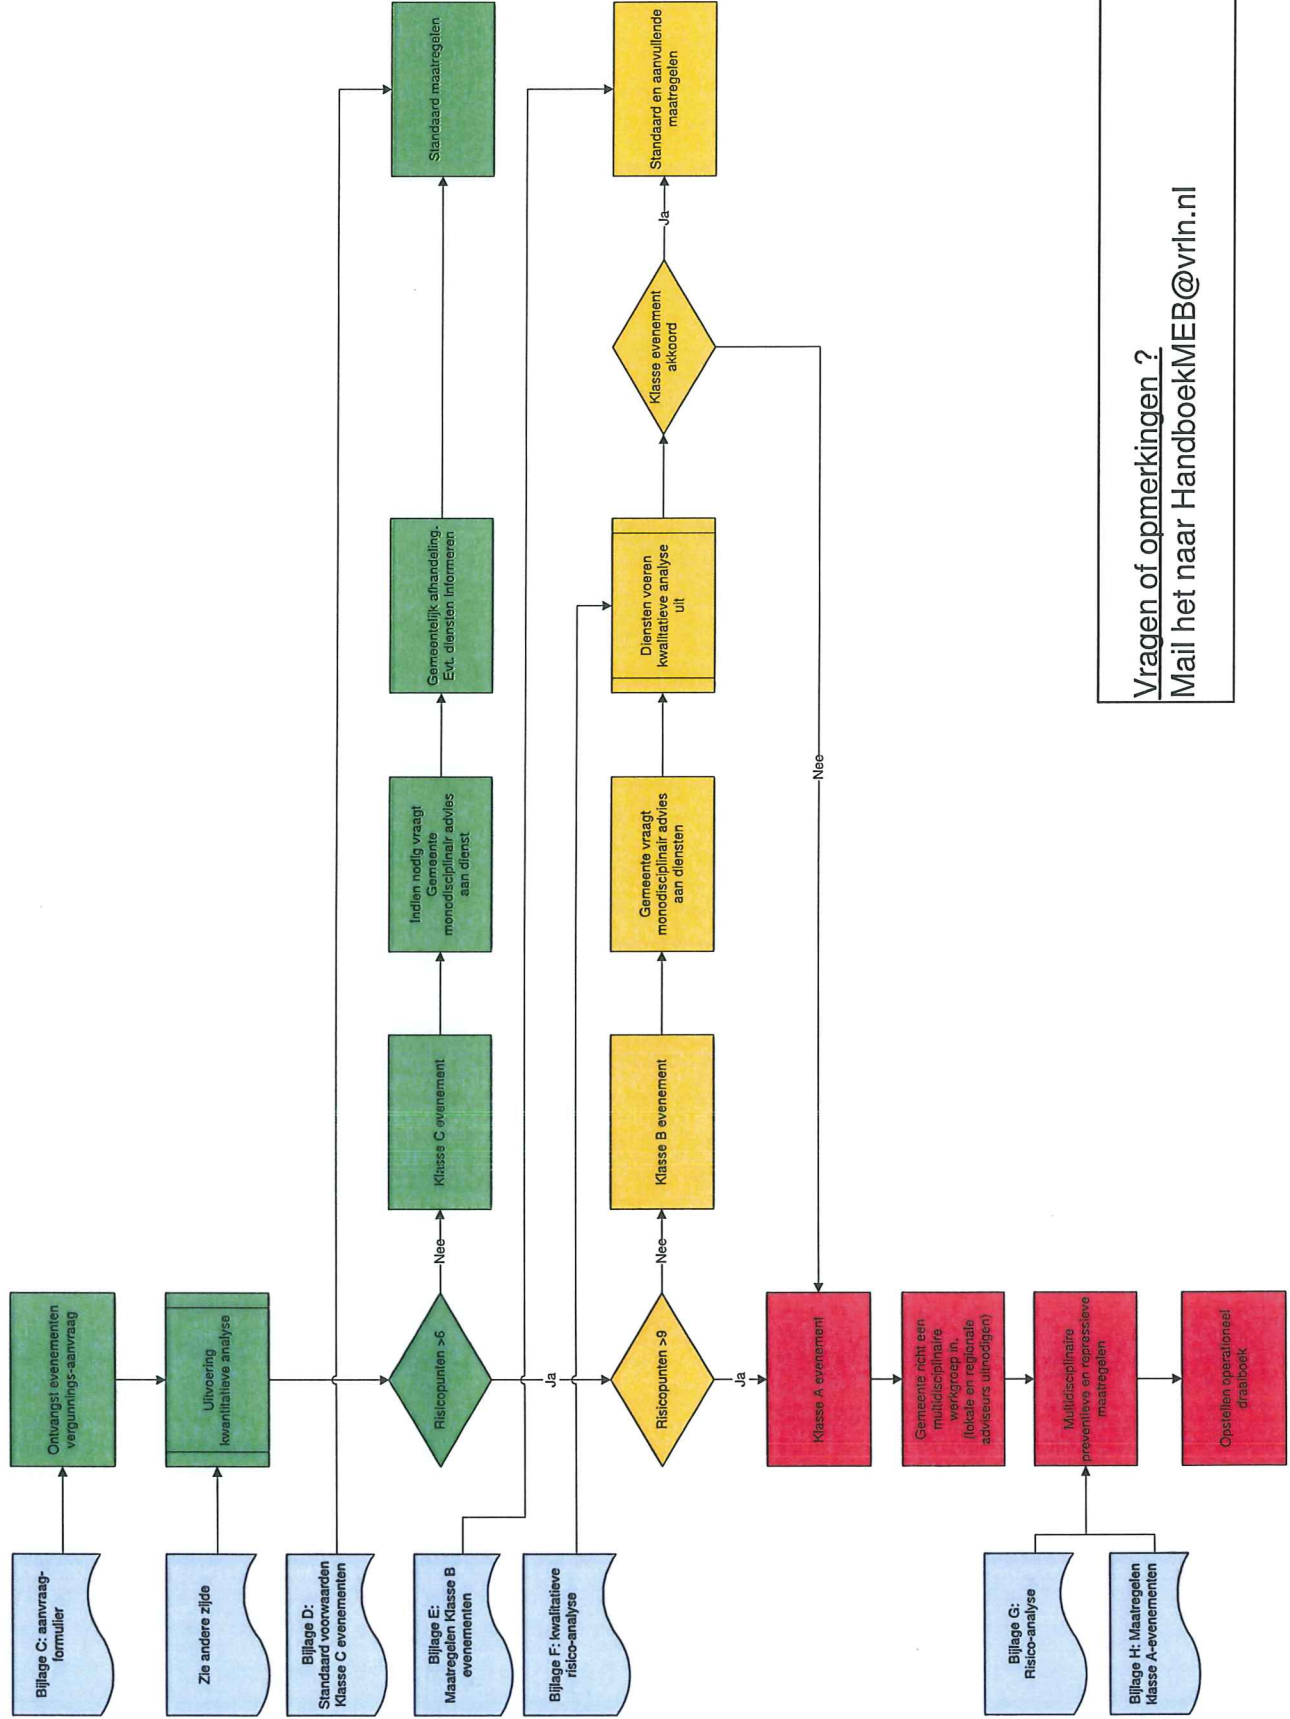 Bijlage C: aanvraag-
formulier
Ontvangst evenementen
vergunnings-aanvraag
Zie andere zijde
Uitvoering
kwantitatieve analyse
Bijlage D:
Standaard voorwaarden
Klasse C evenementen
Bijlage E:
Maatregelen Klasse B
evenementen
Bijlage F: kwalitatieve
risico-analyse
Risicopunten >6
Nee
Klasse C evenement
Indien nodig vraagt
Gemeente
monodisciplinair advies
aan dienst
Gemeentelijk afhandeling.
Evt. diensten informeren
Standaard maatregelen
Ja
Risicopunten >9
Nee
Klasse B evenement
Gemeente vraagt
monodisciplinair advies
aan diensten
Diensten voeren
kwalitatieve analyse
uit
Klasse evenement
akkoord
Ja
Standaard en aanvullende
maatregelen
Nee
Ja
Klasse A evenement
Gemeente richt een
multidisciplinaire
werkgroep in.
(lokale en regionale
adviseurs uitnodigen)
Bijlage G:
Risico-analyse
Bijlage H: Maatregelen
klasse A-evenementen
Multidisciplinaire
preventieve en repressieve
maatregelen
Opstellen operationeel
draaiboek
Vragen of opmerkingen ?
Mail het naar HandboekMEB@vrln.nl